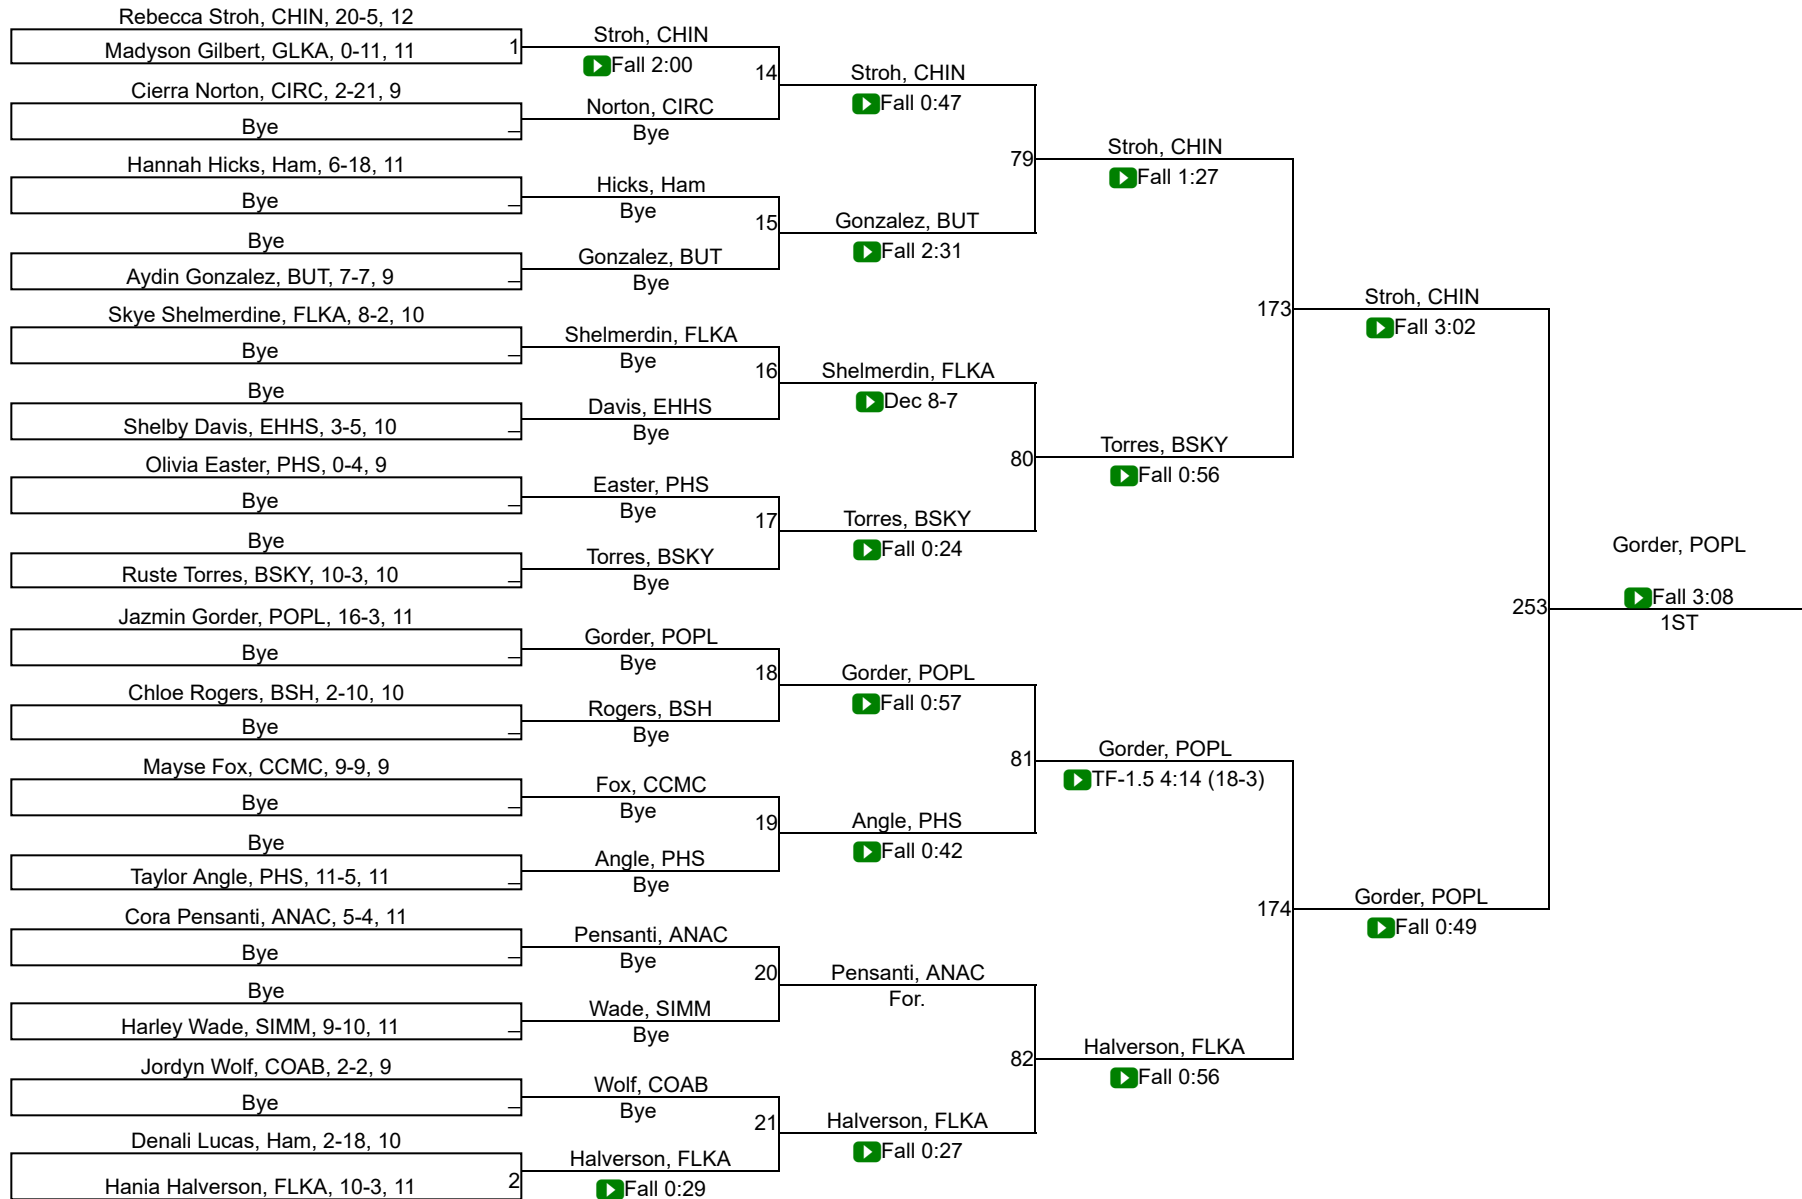 Rebecca Stroh, CHIN, 20-5, 12
Madyson Gilbert, GLKA, 0-11, 11
1
Cierra Norton, CIRC, 2-21, 9
Bye
_
Hannah Hicks, Ham, 6-18, 11
Bye
_
Bye
Aydin Gonzalez, BUT, 7-7, 9
_
Skye Shelmerdine, FLKA, 8-2, 10
Bye
_
Bye
Shelby Davis, EHHS, 3-5, 10
_
Olivia Easter, PHS, 0-4, 9
Bye
_
Bye
Ruste Torres, BSKY, 10-3, 10
_
Jazmin Gorder, POPL, 16-3, 11
Bye
_
Chloe Rogers, BSH, 2-10, 10
Bye
_
Mayse Fox, CCMC, 9-9, 9
Bye
_
Bye
Taylor Angle, PHS, 11-5, 11
_
Cora Pensanti, ANAC, 5-4, 11
Bye
_
Bye
Harley Wade, SIMM, 9-10, 11
_
Jordyn Wolf, COAB, 2-2, 9
Bye
_
Denali Lucas, Ham, 2-18, 10
Hania Halverson, FLKA, 10-3, 11
2
Stroh, CHIN
Fall 2:00
14
Norton, CIRC
Bye
Hicks, Ham
Bye
15
Gonzalez, BUT
Bye
Shelmerdin, FLKA
Bye
16
Davis, EHHS
Bye
Easter, PHS
Bye
17
Torres, BSKY
Bye
Gorder, POPL
Bye
18
Rogers, BSH
Bye
Fox, CCMC
Bye
19
Angle, PHS
Bye
Pensanti, ANAC
Bye
20
Wade, SIMM
Bye
Wolf, COAB
Bye
21
Halverson, FLKA
Fall 0:29
Stroh, CHIN
Fall 0:47
79
Gonzalez, BUT
Fall 2:31
Shelmerdin, FLKA
Dec 8-7
80
Torres, BSKY
Fall 0:24
Gorder, POPL
Fall 0:57
81
Angle, PHS
Fall 0:42
Pensanti, ANAC
For.
82
Halverson, FLKA
Fall 0:27
Stroh, CHIN
Fall 1:27
173
Torres, BSKY
Fall 0:56
Gorder, POPL
TF-1.5 4:14 (18-3)
174
Halverson, FLKA
Fall 0:56
Stroh, CHIN
Fall 3:02
253
Gorder, POPL
Fall 0:49
Gorder, POPL
Fall 3:08
1ST